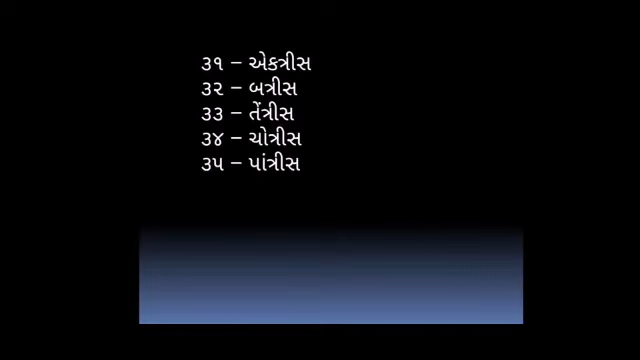 ૩૧ – એકત્રીસ
૩૨ – બત્રીસ
૩૩ – તેંત્રીસ
૩૪ – ચોત્રીસ
૩૫ – પાંત્રીસ